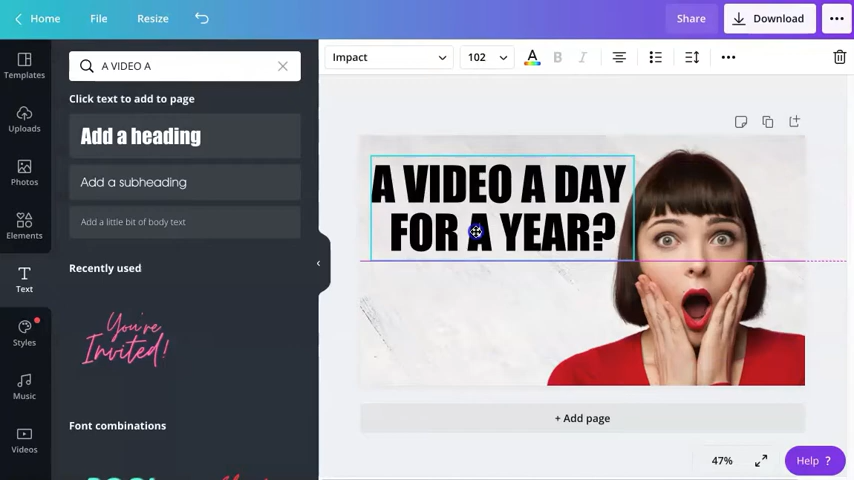 Home File Resize Share Download
Templates
Uploads
Photos
Elements
Text
Styles
Music
Videos
A VIDEO A
Click text to add to page
Add a heading
Add a subheading
Add a little bit of body text
Recently used
You're
Invited!
Font combinations
Impact 102 A B I
A VIDEO A DAY
FOR A YEAR?
+ Add page
47% Help ?